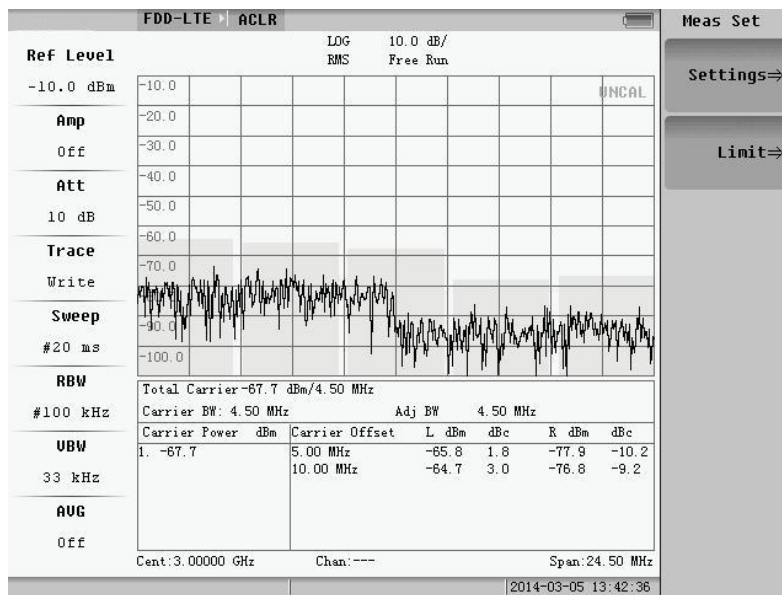 FDD-LTE ACLR
Meas Set
Ref Level
-10.0 dBm
Amp
Off
Att
10 dB
Trace
Write
Sweep
#20 ms
RBW
#100 kHz
VBW
33 kHz
AVG
Off
LOG 10.0 dB/
RMS Free Run
UNCAL
-10.0
-20.0
-30.0
-40.0
-50.0
-60.0
-70.0
-90.0
-100.0
Total Carrier-67.7 dBm/4.50 MHz
Carrier BW: 4.50 MHz Adj BW 4.50 MHz
Carrier Power dBm Carrier Offset L dBm dBc R dBm dBc
1. -67.7 5.00 MHz -65.8 1.8 -77.9 -10.2
10.00 MHz -64.7 3.0 -76.8 -9.2
Cent:3.00000 GHz Chan:--- Span:24.50 MHz
2014-03-05 13:42:36
Settings⇒
Limit⇒